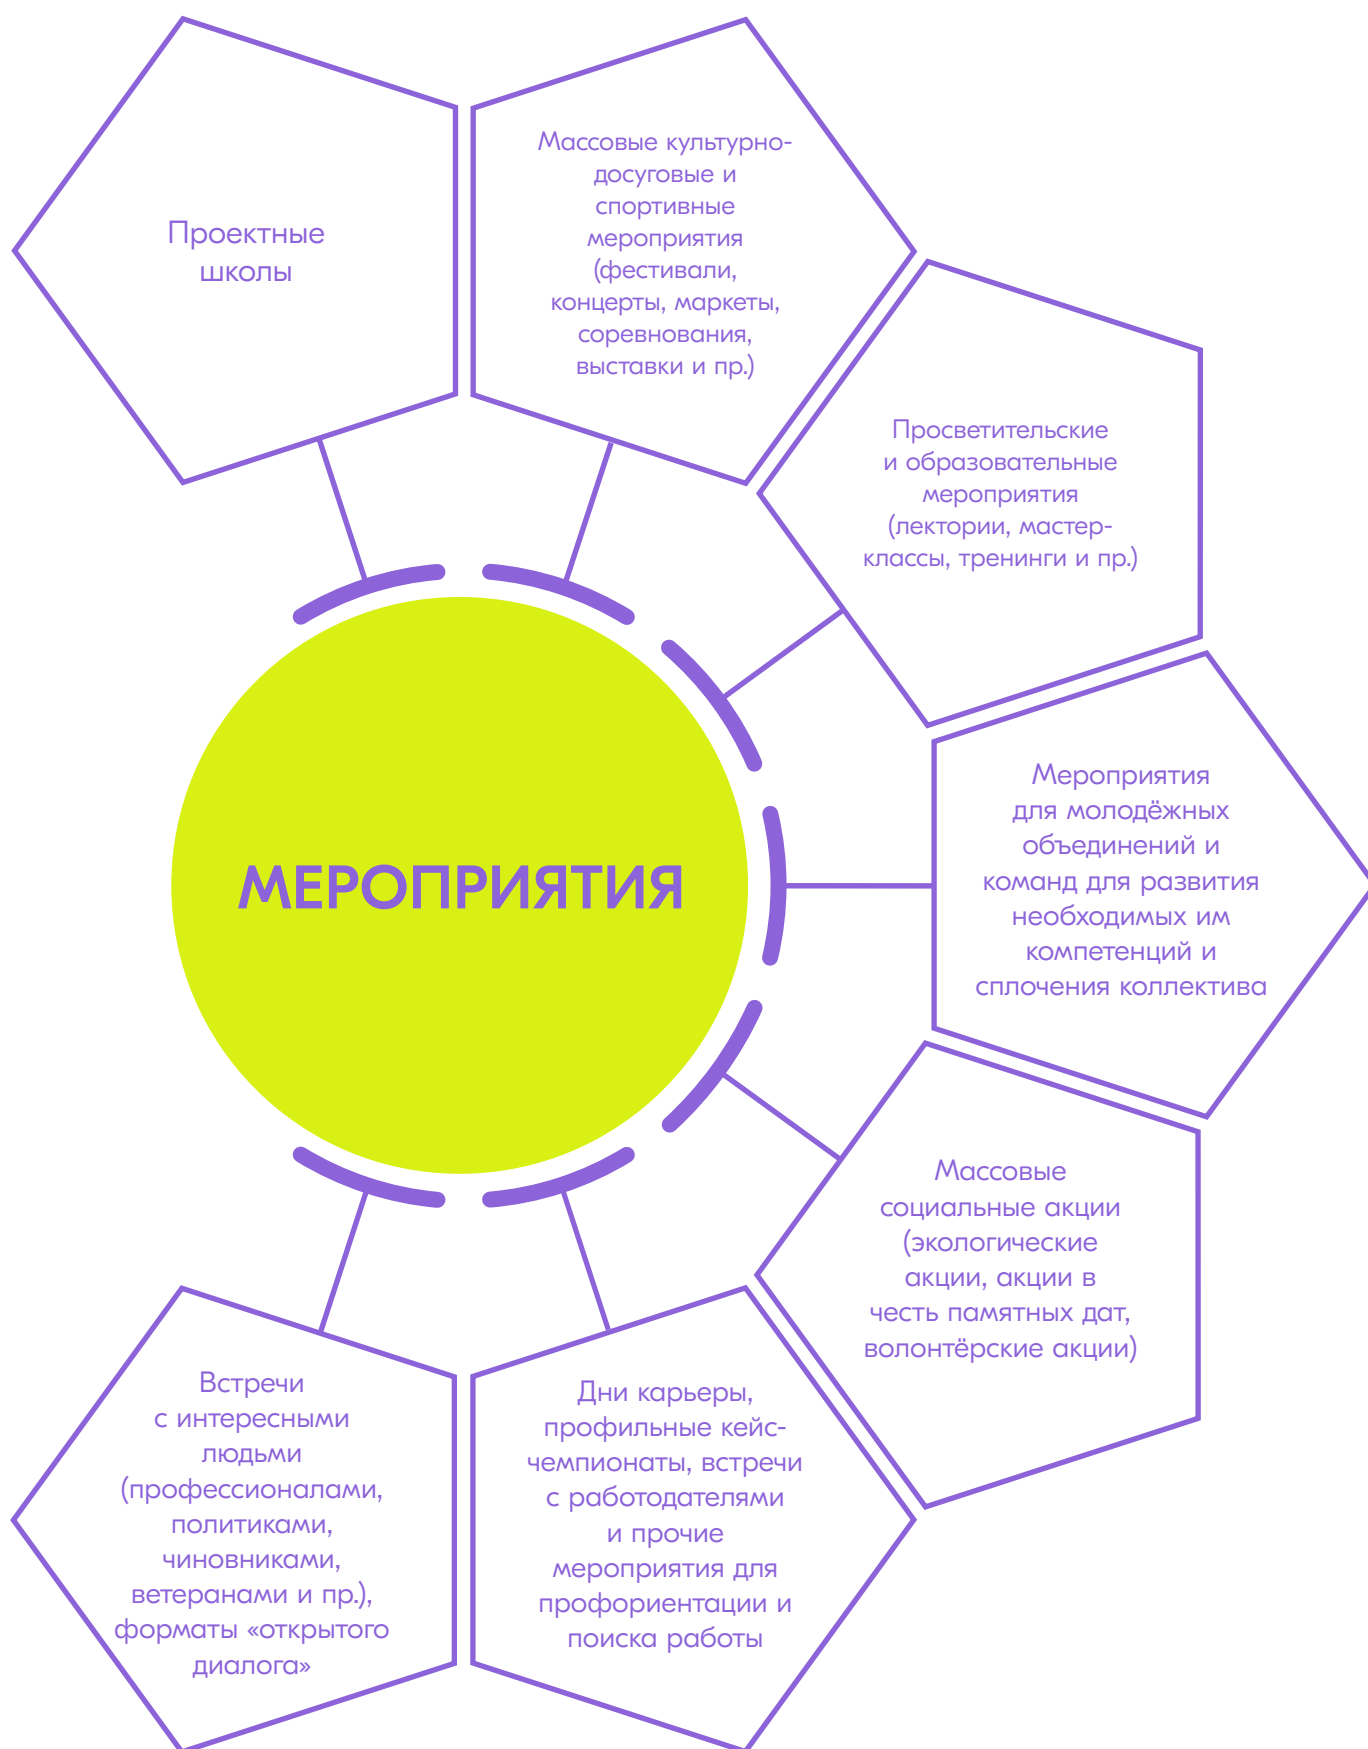 Проектные
школы
Массовые культурно-
досуговые и
спортивные
мероприятия
(фестивали,
концерты, маркеты,
соревнования,
выставки и пр.)
Просветительские
и образовательные
мероприятия
(лектории, мастер-
классы, тренинги и пр.)
МЕРОПРИЯТИЯ
Мероприятия
для молодёжных
объединений и
команд для развития
необходимых им
компетенций и
сплочения коллектива
Массовые
социальные акции
(экологические
акции, акции в
честь памятных дат,
волонтёрские акции)
Дни карьеры,
профильные кейс-
чемпионаты, встречи
с работодателями
и прочие
мероприятия для
профориентации и
поиска работы
Встречи
с интересными
людьми
(профессионалами,
политиками,
чиновниками,
ветеранами и пр.),
форматы «открытого
диалога»